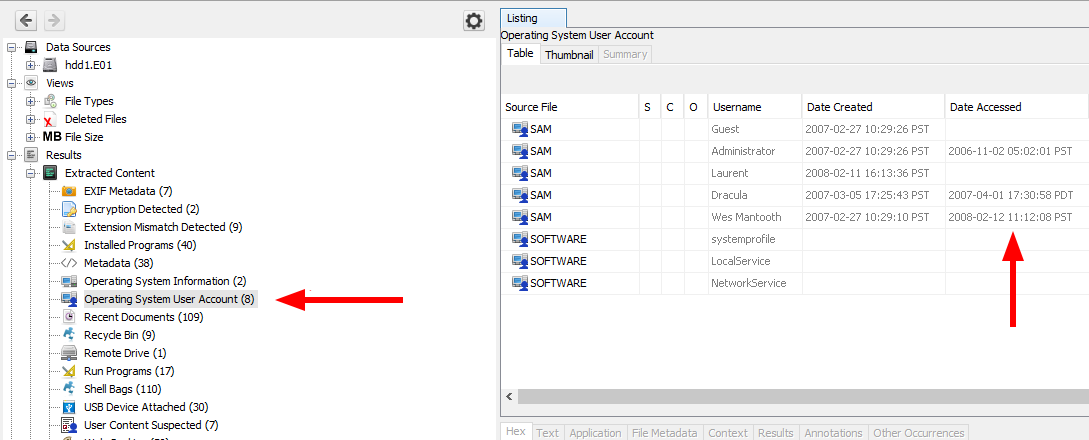 Data Sources
hdd1.E01
Views
File Types
Deleted Files
MB File Size
Results
Extracted Content
EXIF Metadata (7)
Encryption Detected (2)
Extension Mismatch Detected (9)
Installed Programs (40)
Metadata (38)
Operating System Information (2)
Operating System User Account (8)
Recent Documents (109)
Recycle Bin (9)
Remote Drive (1)
Run Programs (17)
Shell Bags (110)
USB Device Attached (30)
User Content Suspected (7)
Listing
Operating System User Account
Table Thumbnail Summary
Source File S C O Username Date Created Date Accessed
SAM Guest 2007-02-27 10:29:26 PST
SAM Administrator 2007-02-27 10:29:26 PST 2006-11-02 05:02:01 PST
SAM Laurent 2008-02-11 16:13:36 PST
SAM Dracula 2007-03-05 17:25:43 PST 2007-04-01 17:30:58 PDT
SAM Wes Mantooth 2007-02-27 10:29:10 PST 2008-02-12 11:12:08 PST
SOFTWARE systemprofile
SOFTWARE LocalService
SOFTWARE NetworkService
Hex Text Application File Metadata Context Results Annotations Other Occurrences